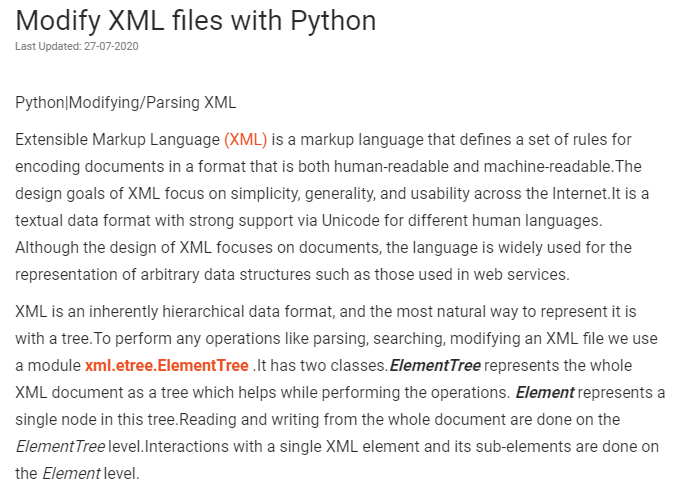 Modify XML files with Python
Last Updated: 27-07-2020
Python|Modifying/Parsing XML
Extensible Markup Language (XML) is a markup language that defines a set of rules for
encoding documents in a format that is both human-readable and machine-readable.The
design goals of XML focus on simplicity, generality, and usability across the Internet.It is a
textual data format with strong support via Unicode for different human languages.
Although the design of XML focuses on documents, the language is widely used for the
representation of arbitrary data structures such as those used in web services.
XML is an inherently hierarchical data format, and the most natural way to represent it is
with a tree.To perform any operations like parsing, searching, modifying an XML file we use
a module xml.etree.ElementTree .It has two classes.ElementTree represents the whole
XML document as a tree which helps while performing the operations. Element represents a
single node in this tree.Reading and writing from the whole document are done on the
ElementTree level.Interactions with a single XML element and its sub-elements are done on
the Element level.